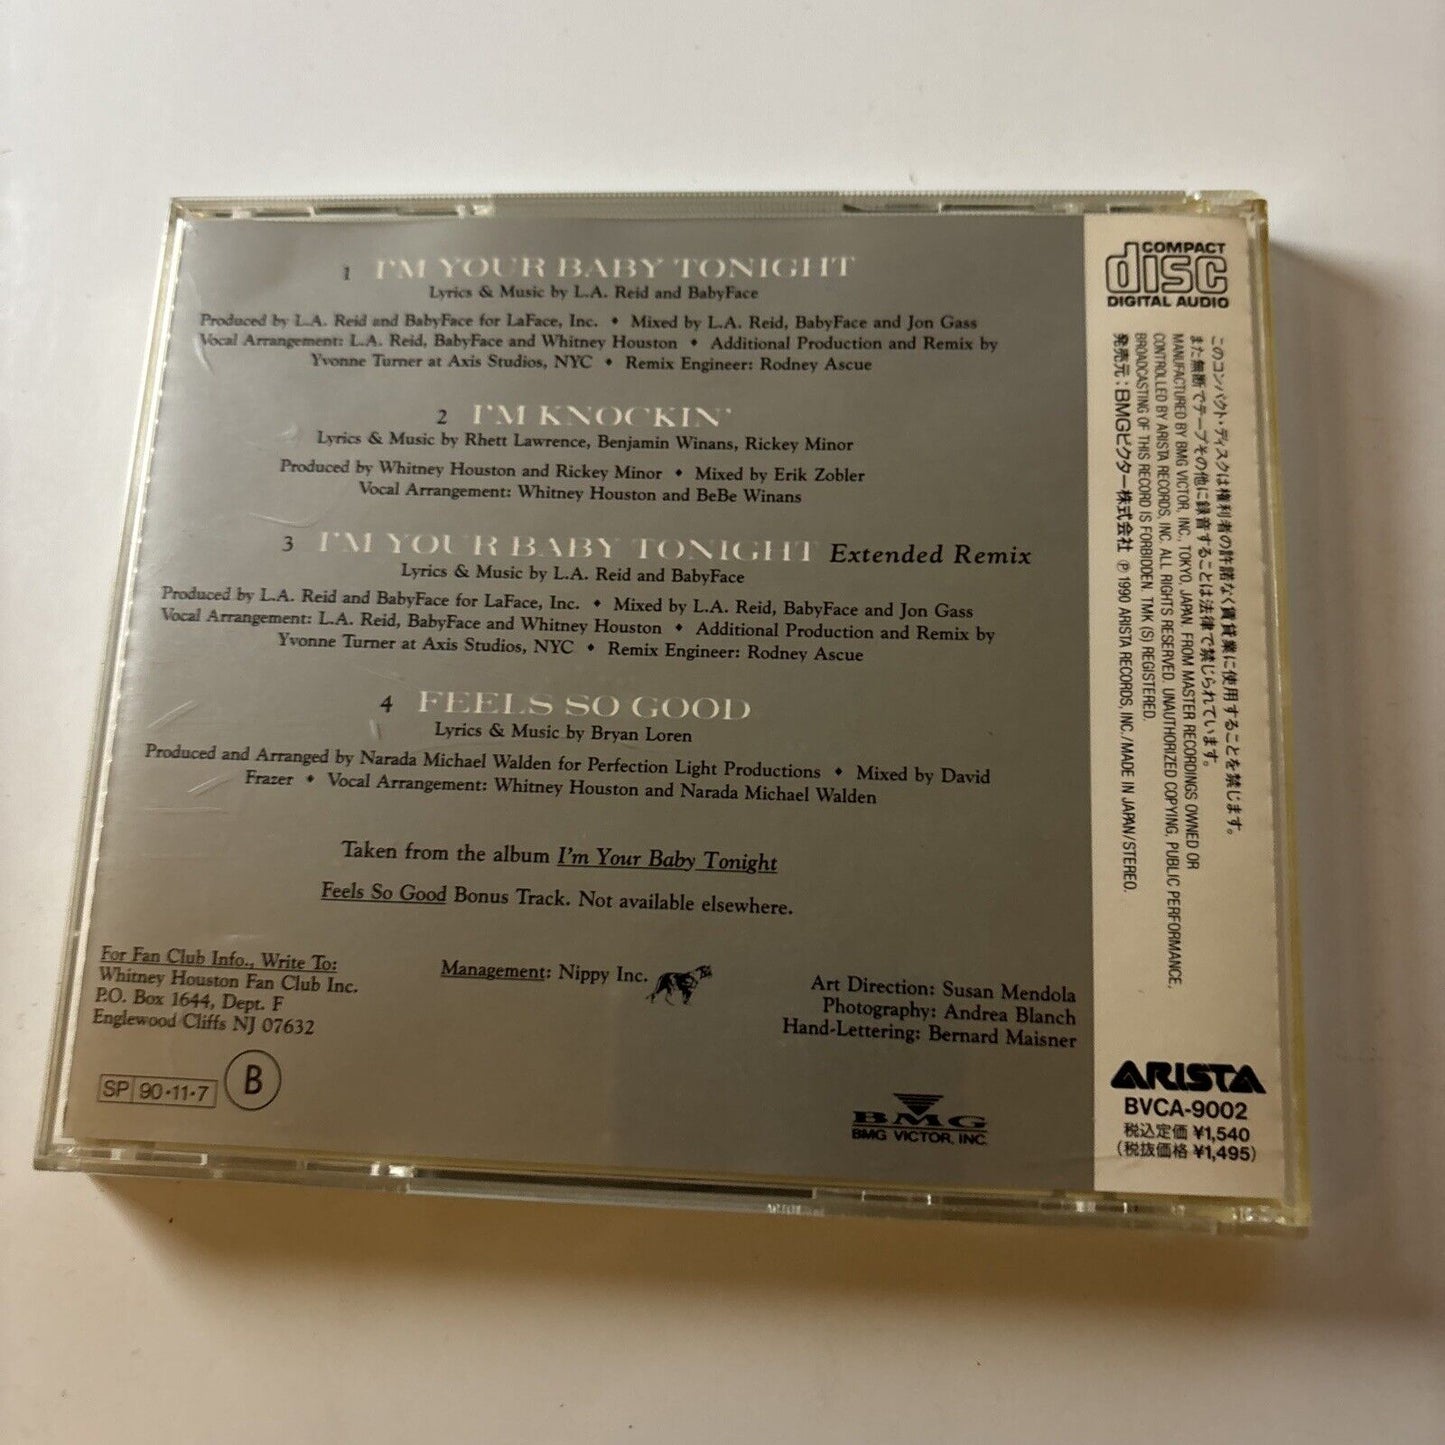 1 I'M YOUR BABY TONIGHT
Lyrics & Music by L.A. Reid and BabyFace
Produced by L.A. Reid and BabyFace for LaFace, Inc. ♦ Mixed by L.A. Reid, BabyFace and Jon Gass
Vocal Arrangement: L.A. Reid, BabyFace and Whitney Houston ♦ Additional Production and Remix by
Yvonne Turner at Axis Studios, NYC ♦ Remix Engineer: Rodney Ascue
2 I'M KNOCKIN'
Lyrics & Music by Rhett Lawrence, Benjamin Winans, Rickey Minor
Produced by Whitney Houston and Rickey Minor ♦ Mixed by Erik Zobler
Vocal Arrangement: Whitney Houston and BeBe Winans
3 I'M YOUR BABY TONIGHT Extended Remix
Lyrics & Music by L.A. Reid and BabyFace
Produced by L.A. Reid and BabyFace for LaFace, Inc. ♦ Mixed by L.A. Reid, BabyFace and Jon Gass
Vocal Arrangement: L.A. Reid, BabyFace and Whitney Houston ♦ Additional Production and Remix by
Yvonne Turner at Axis Studios, NYC ♦ Remix Engineer: Rodney Ascue
4 FEELS SO GOOD
Lyrics & Music by Bryan Loren
Produced and Arranged by Narada Michael Walden for Perfection Light Productions ♦ Mixed by David
Frazer ♦ Vocal Arrangement: Whitney Houston and Narada Michael Walden
Taken from the album I'm Your Baby Tonight
Feels So Good Bonus Track. Not available elsewhere.
For Fan Club Info., Write To:
Whitney Houston Fan Club Inc.
P.O. Box 1644, Dept. F
Englewood Cliffs NJ 07632
Management: Nippy Inc.
Art Direction: Susan Mendola
Photography: Andrea Blanch
Hand-Lettering: Bernard Maisner
SP 90·11·7
B
BMG
BMG VICTOR, INC.
COMPACT
disc
DIGITAL AUDIO
このコンパクト・ディスクは権利者の許諾なく賃貸業に使用することを禁じます。
また無断でテープその他に録音することは法律で禁じられています。
MANUFACTURED BY BMG VICTOR, INC., TOKYO, JAPAN. FROM MASTER RECORDINGS OWNED OR
CONTROLLED BY ARISTA RECORDS, INC. ALL RIGHTS RESERVED. UNAUTHORIZED COPYING, PUBLIC PERFORMANCE,
BROADCASTING OF THIS RECORD IS FORBIDDEN. TMK (S) REGISTERED.
発売元：BMGビクター株式会社 ℗ 1990 ARISTA RECORDS, INC./MADE IN JAPAN/STEREO.
ARISTA
BVCA-9002
税込定価 ¥1,540
(税抜価格 ¥1,495)